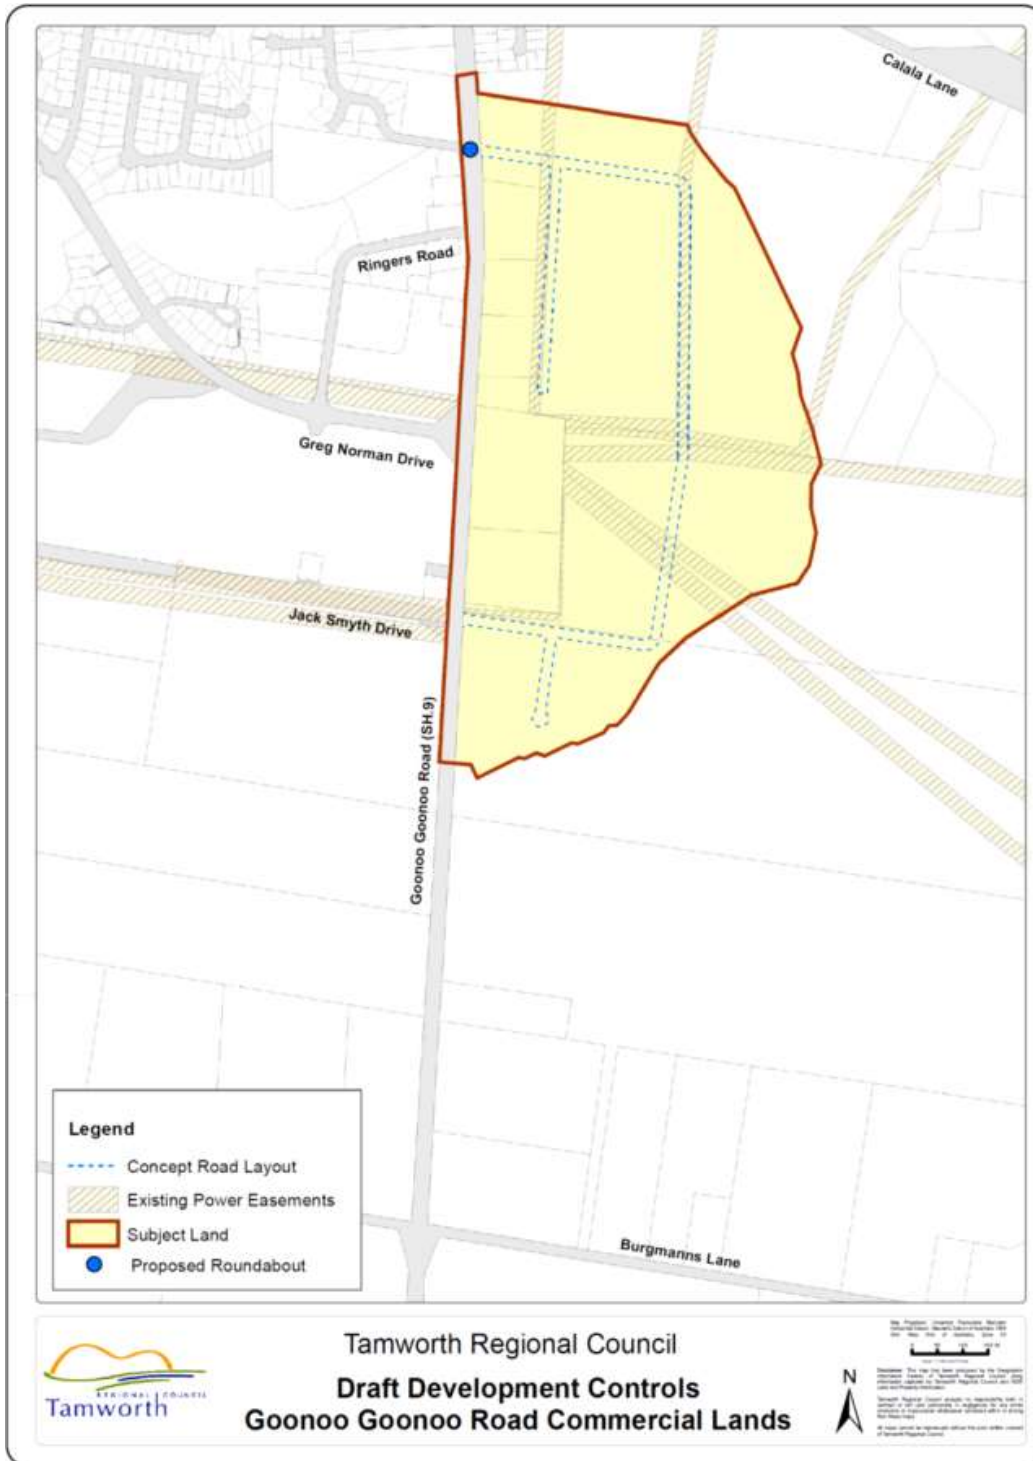 Calala Lane
Ringers Road
Greg Norman Drive
Jack Smyth Drive
Goonoo Goonoo Road (SH.9)
Burgmanns Lane
Legend
Concept Road Layout
Existing Power Easements
Subject Land
Proposed Roundabout
REGIONAL COUNCIL
Tamworth
Tamworth Regional Council
Draft Development Controls
Goonoo Goonoo Road Commercial Lands
N